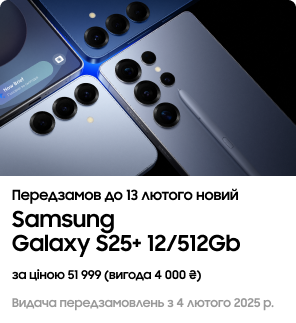 Передзамов до 13 лютого новий
Samsung
Galaxy S25+ 12/512Gb
за ціною 51 999 (вигода 4 000 ₴)
Видача передзамовлень з 4 лютого 2025 р.